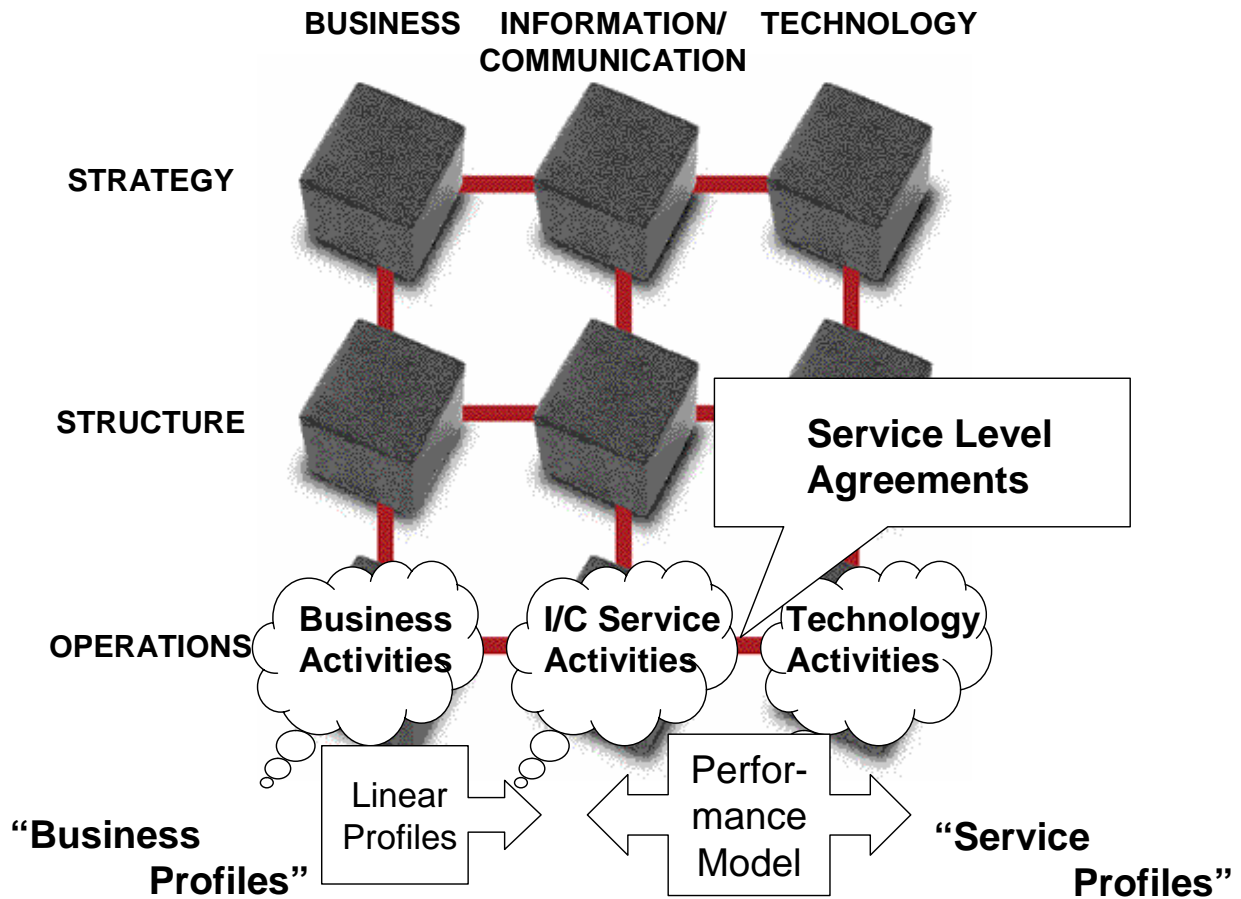 BUSINESS INFORMATION/ TECHNOLOGY
COMMUNICATION
STRATEGY
STRUCTURE
Service Level
Agreements
OPERATIONS
Business
Activities
I/C Service
Activities
Technology
Activities
Linear
Profiles
Perfor-
mance
Model
“Business
Profiles”
“Service
Profiles”